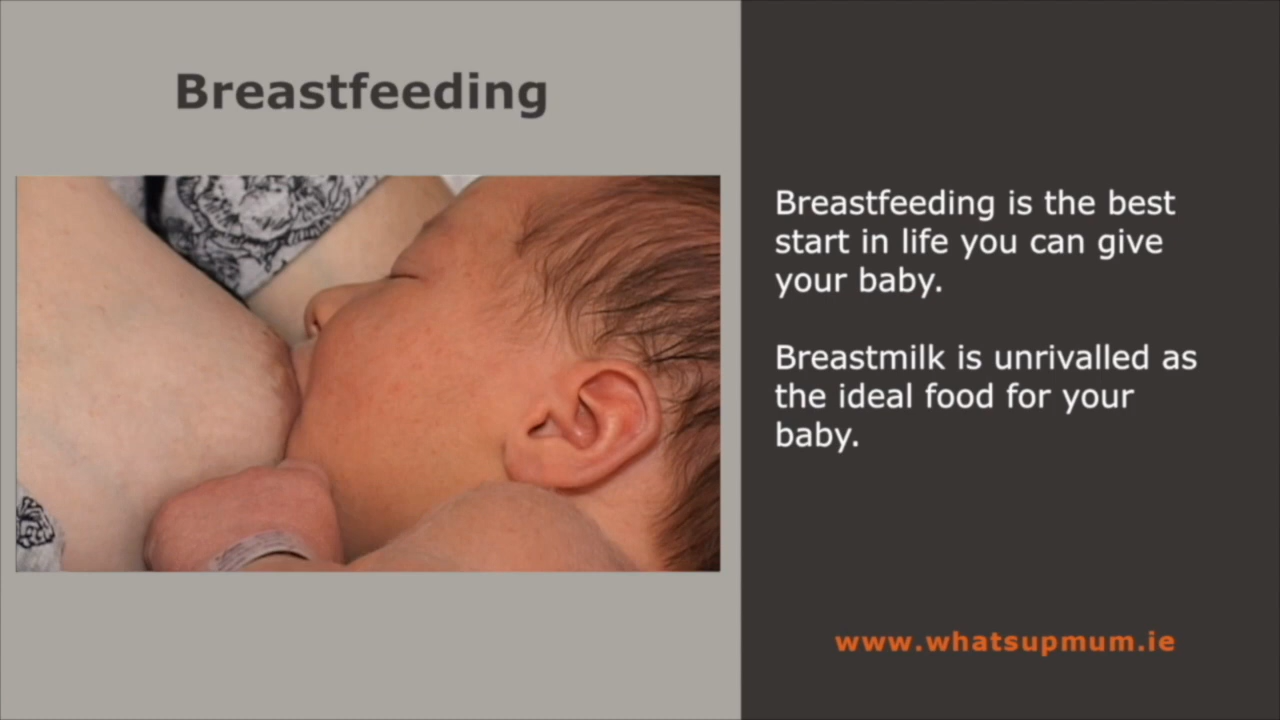 Breastfeeding
Breastfeeding is the best
start in life you can give
your baby.
Breastmilk is unrivalled as
the ideal food for your
baby.
www.whatsupmum.ie